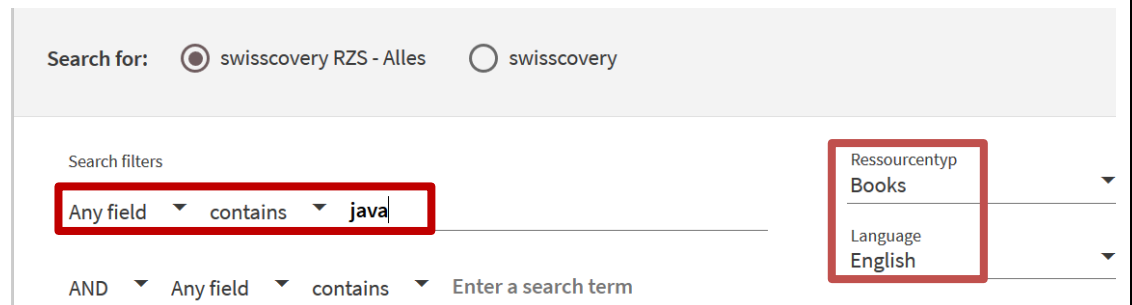 Search for: swisscovery RZS - Alles swisscovery
Search filters
Any field contains java
AND Any field contains Enter a search term
Ressourcentyp
Books
Language
English